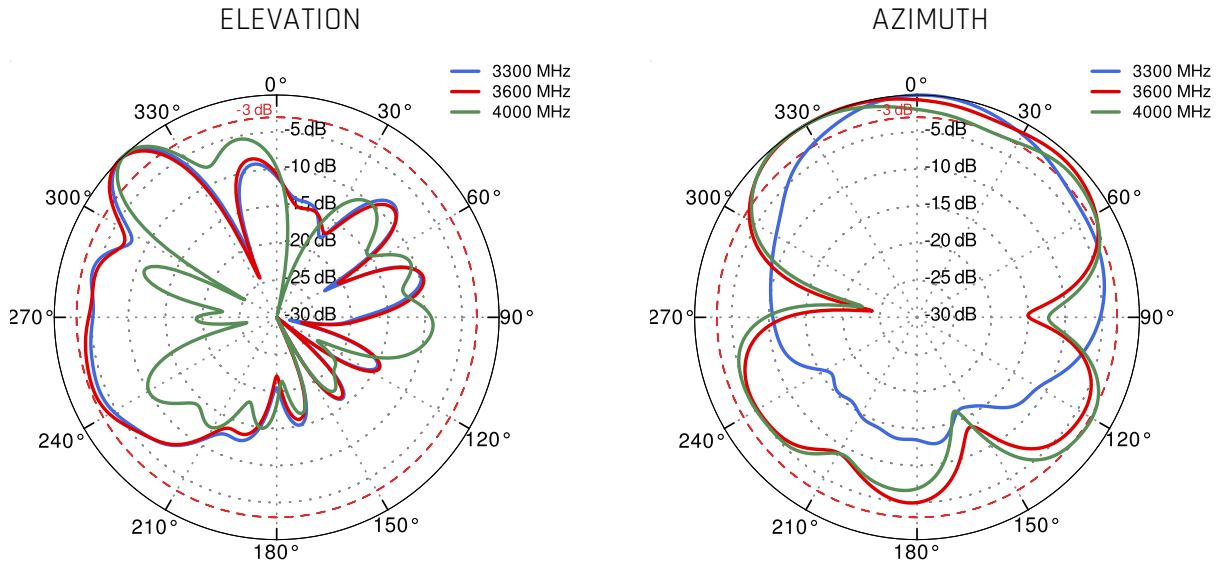 ELEVATION
3300 MHz
3600 MHz
4000 MHz
0°
-3 dB
330°
30°
-5 dB
-10 dB
300°
60°
-15 dB
-20 dB
-25 dB
270°
-30 dB
90°
240°
120°
210°
150°
180°
AZIMUTH
3300 MHz
3600 MHz
4000 MHz
0°
-3 dB
330°
30°
-5 dB
-10 dB
300°
60°
-15 dB
-20 dB
-25 dB
270°
-30 dB
90°
240°
120°
210°
150°
180°